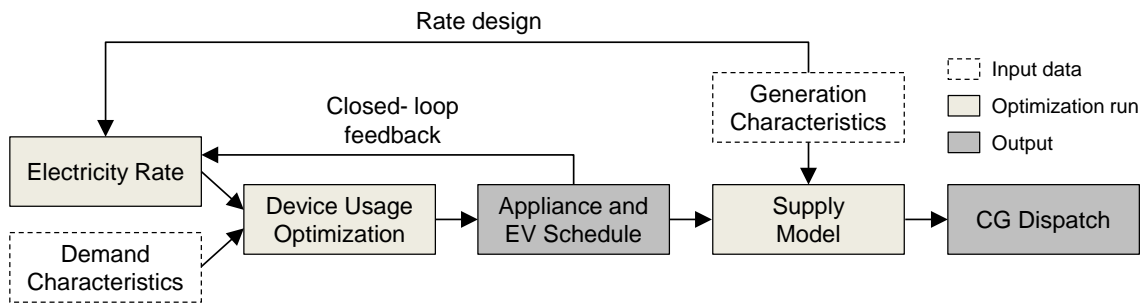 Rate design
Input data
Optimization run
Output
Generation
Characteristics
Closed- loop
feedback
Electricity Rate
Device Usage
Optimization
Appliance and
EV Schedule
Supply
Model
CG Dispatch
Demand
Characteristics